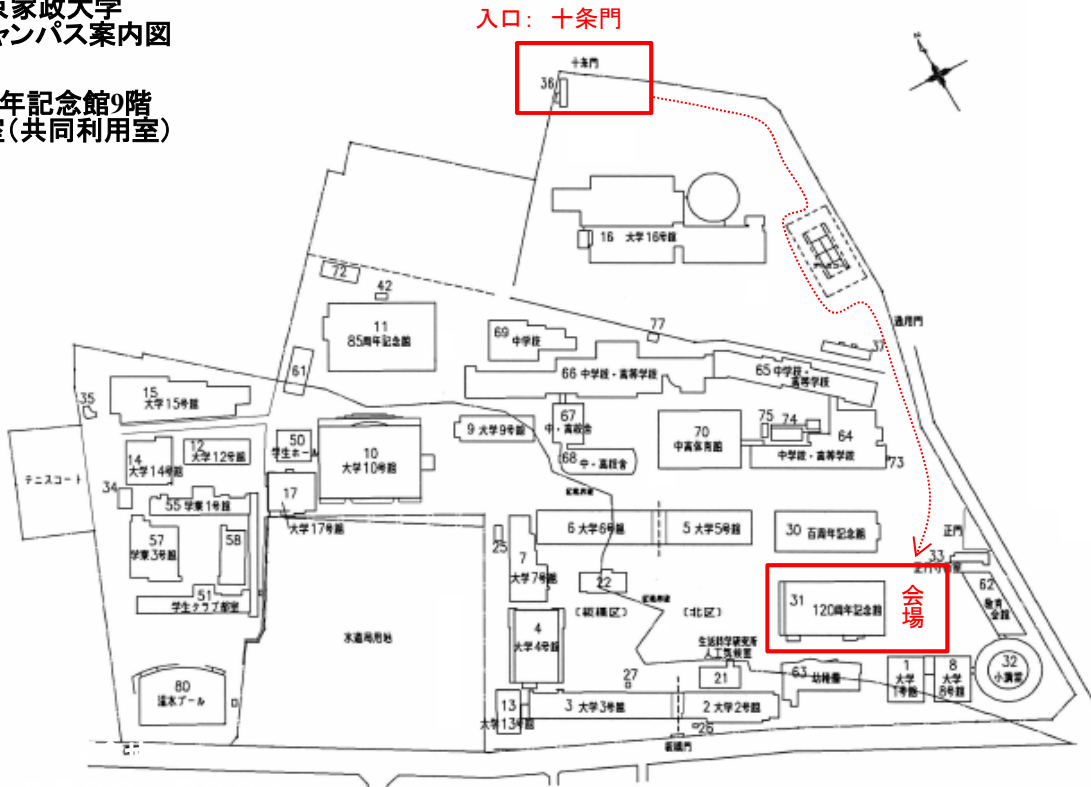 京家政大学
ャンパス案内図
年記念館9階
室(共同利用室)
入口: 十条門
十条門
36
16 大学16号館
72
42
11
85周年記念館
69 中学校
77
通用門
37
61
66 中学校・高等学校
65 中学校・
高等学校
35
15
大学15号館
9 大学9号館
67
中・高校舎
68 中・高校舎
70
中高体育館
75
74
64
中学校・高等学校
73
14
大学14号館
12
大学12号館
50
学生ホール
10
大学10号館
テニスコート
34
55 学寮1号館
17
大学17号館
57
学寮3号館
58
51
学生クラブ部室
25
7
大学7号館
6 大学6号館
5 大学5号館
30 百周年記念館
正門
33
22
(板橋区)
(北区)
31 120周年記念館
会場
62
教育
会館
4
大学4号館
水道局用地
生活科学研究所
人工気候室
21
27
63 幼稚園
1
大学
1号館
8
大学
8号館
32
小講堂
80
温水プール
13
大学13号館
3 大学3号館
2 大学2号館
26
板橋門